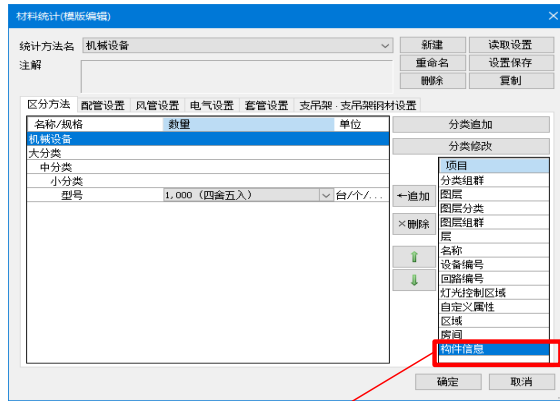 材料统计(模版编辑)
统计方法名 机械设备 新建 读取设置
注解 重命名 设置保存
删除 复制
区分方法 配管设置 风管设置 电气设置 套管设置 支吊架·支吊架钢材设置
名称/规格 数量 单位 分类追加
机械设备 分类修改
大分类 项目
中分类 分类组群
小分类 图层
型号 1,000 (四舍五入) 台/个/... ←追加 图层分类
×删除 图层组群
层
名称
设备编号
回路编号
灯光控制区域
自定义属性
区域
房间
构件信息
确定 取消